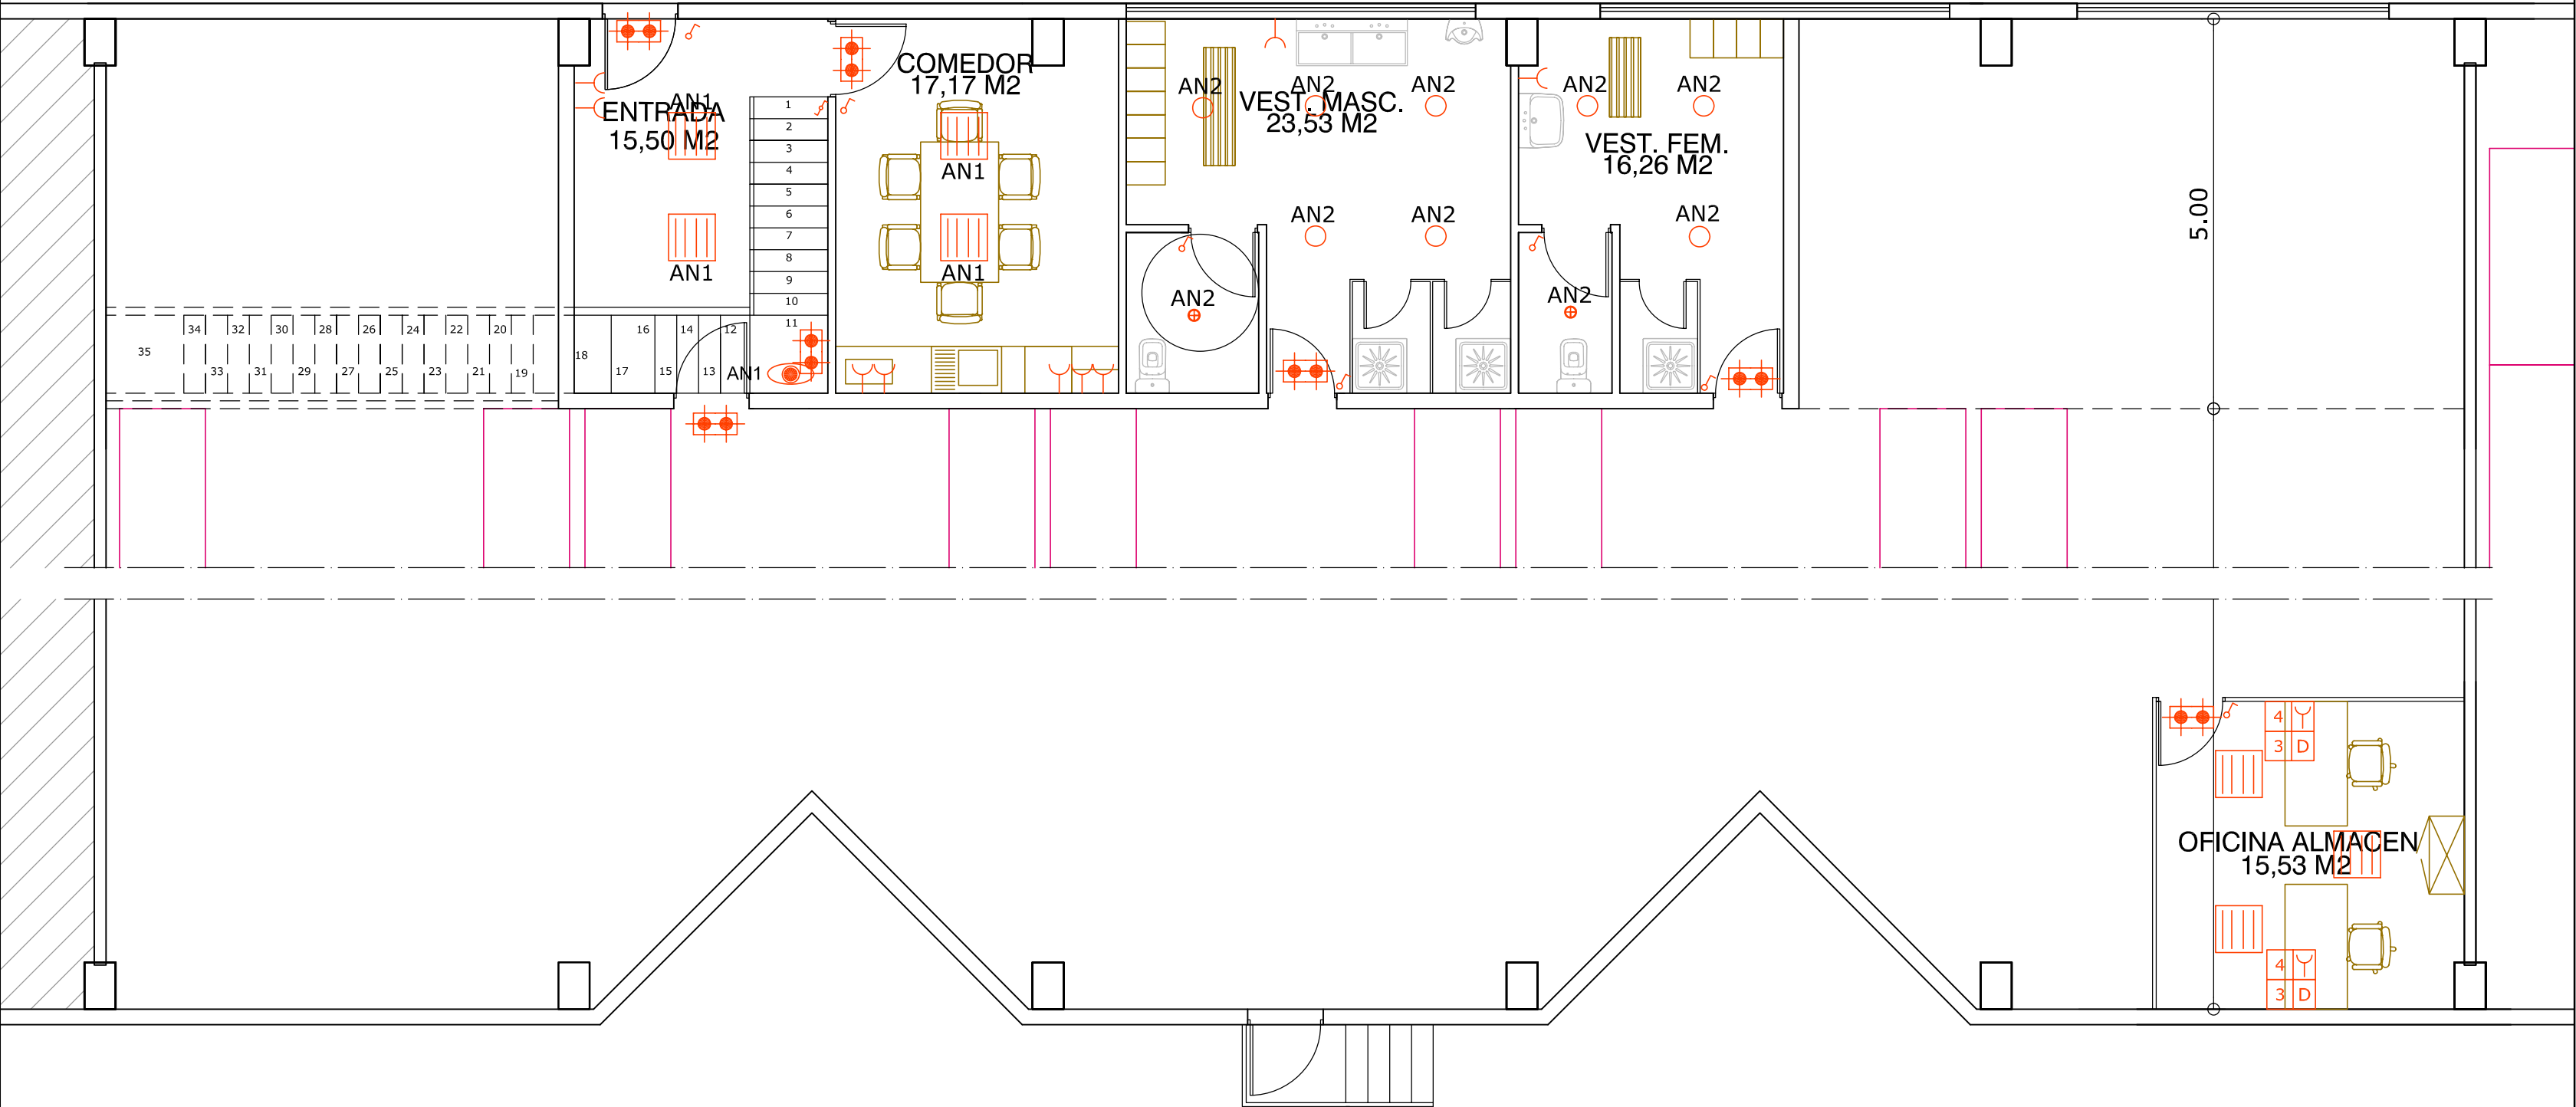 COMEDOR
17,17 M2
ENTRADA
15,50 M2
AN1
AN1
AN1
AN1
AN1
VEST. MASC.
23,53 M2
AN2
AN2
AN2
AN2
AN2
AN2
VEST. FEM.
16,26 M2
AN2
AN2
AN2
AN2
5.00
1
2
3
4
5
6
7
8
9
10
11
12
13
14
15
16
17
18
19
20
21
22
23
24
25
26
27
28
29
30
31
32
33
34
35
4
3 D
OFICINA ALMACEN
15,53 M2
4
3 D